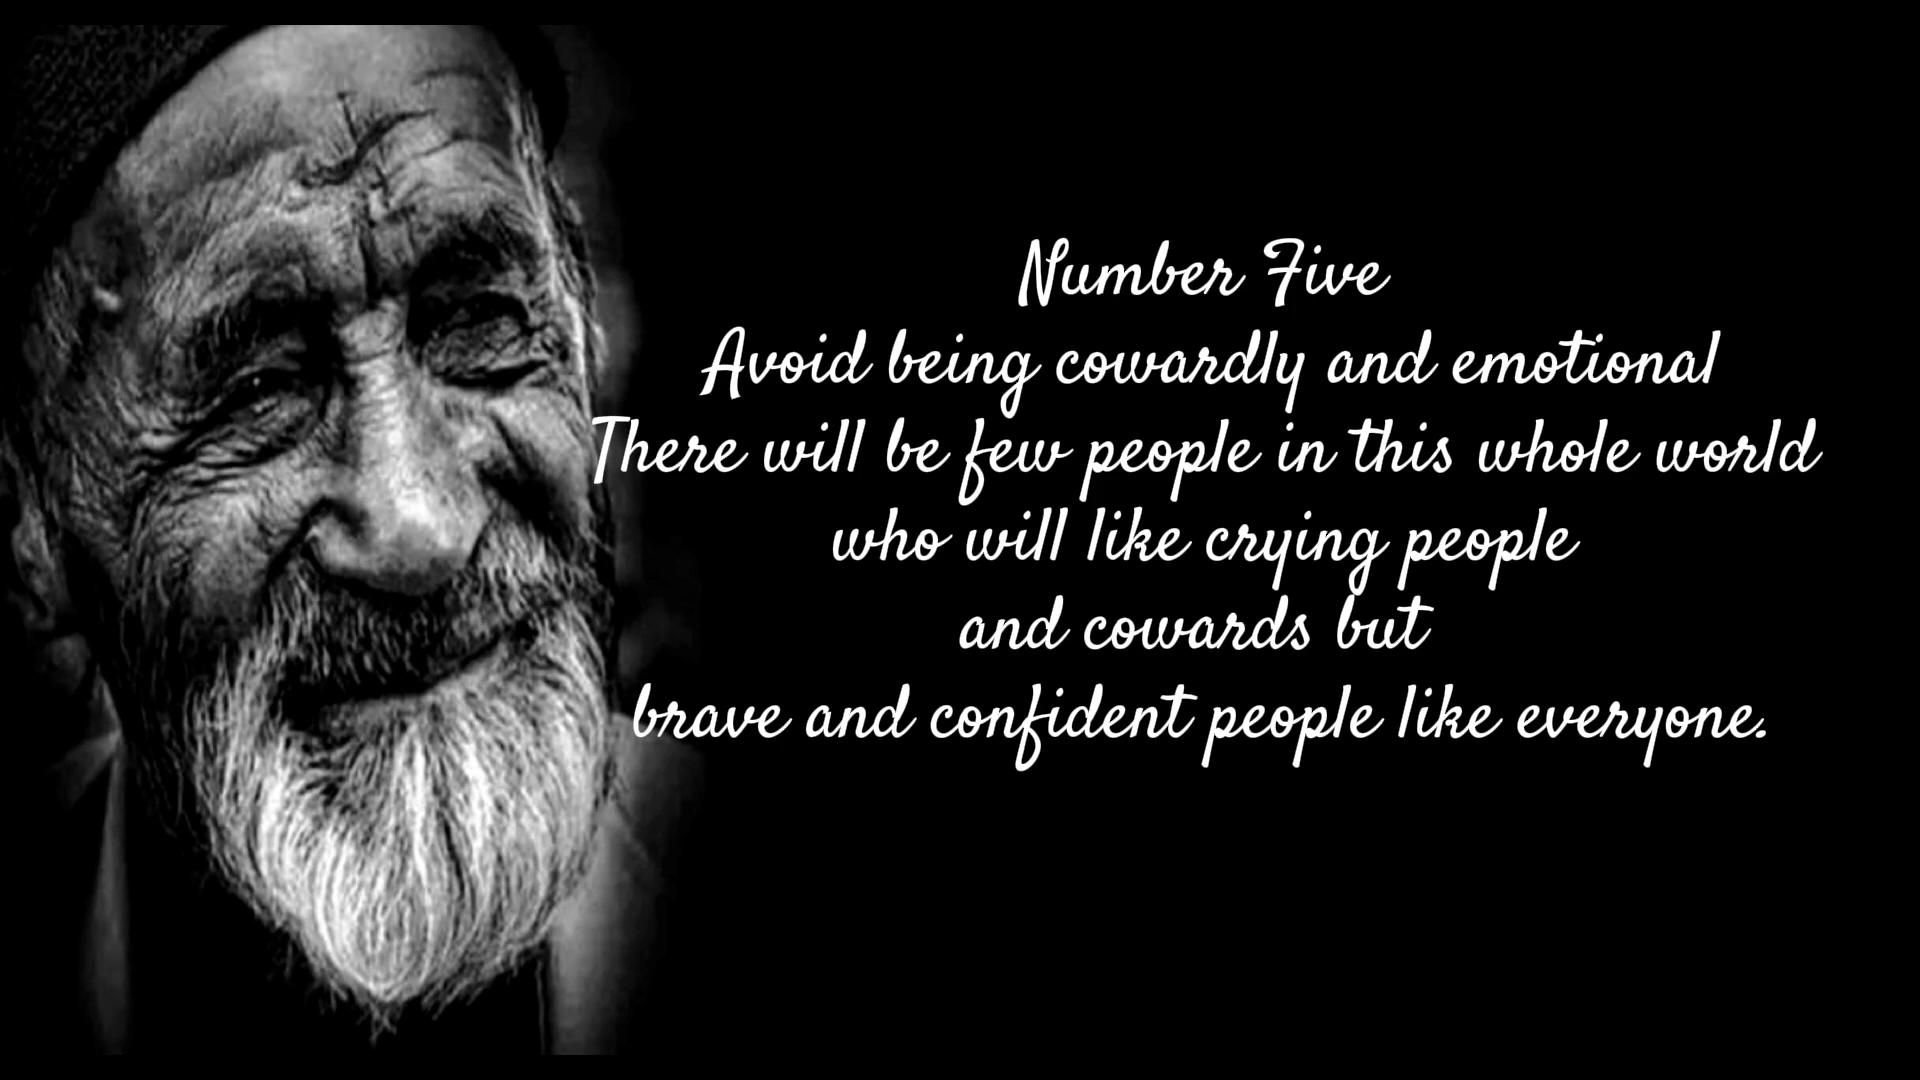 Number Five
Avoid being cowardly and emotional
There will be few people in this whole world
who will like crying people
and cowards but
brave and confident people like everyone.